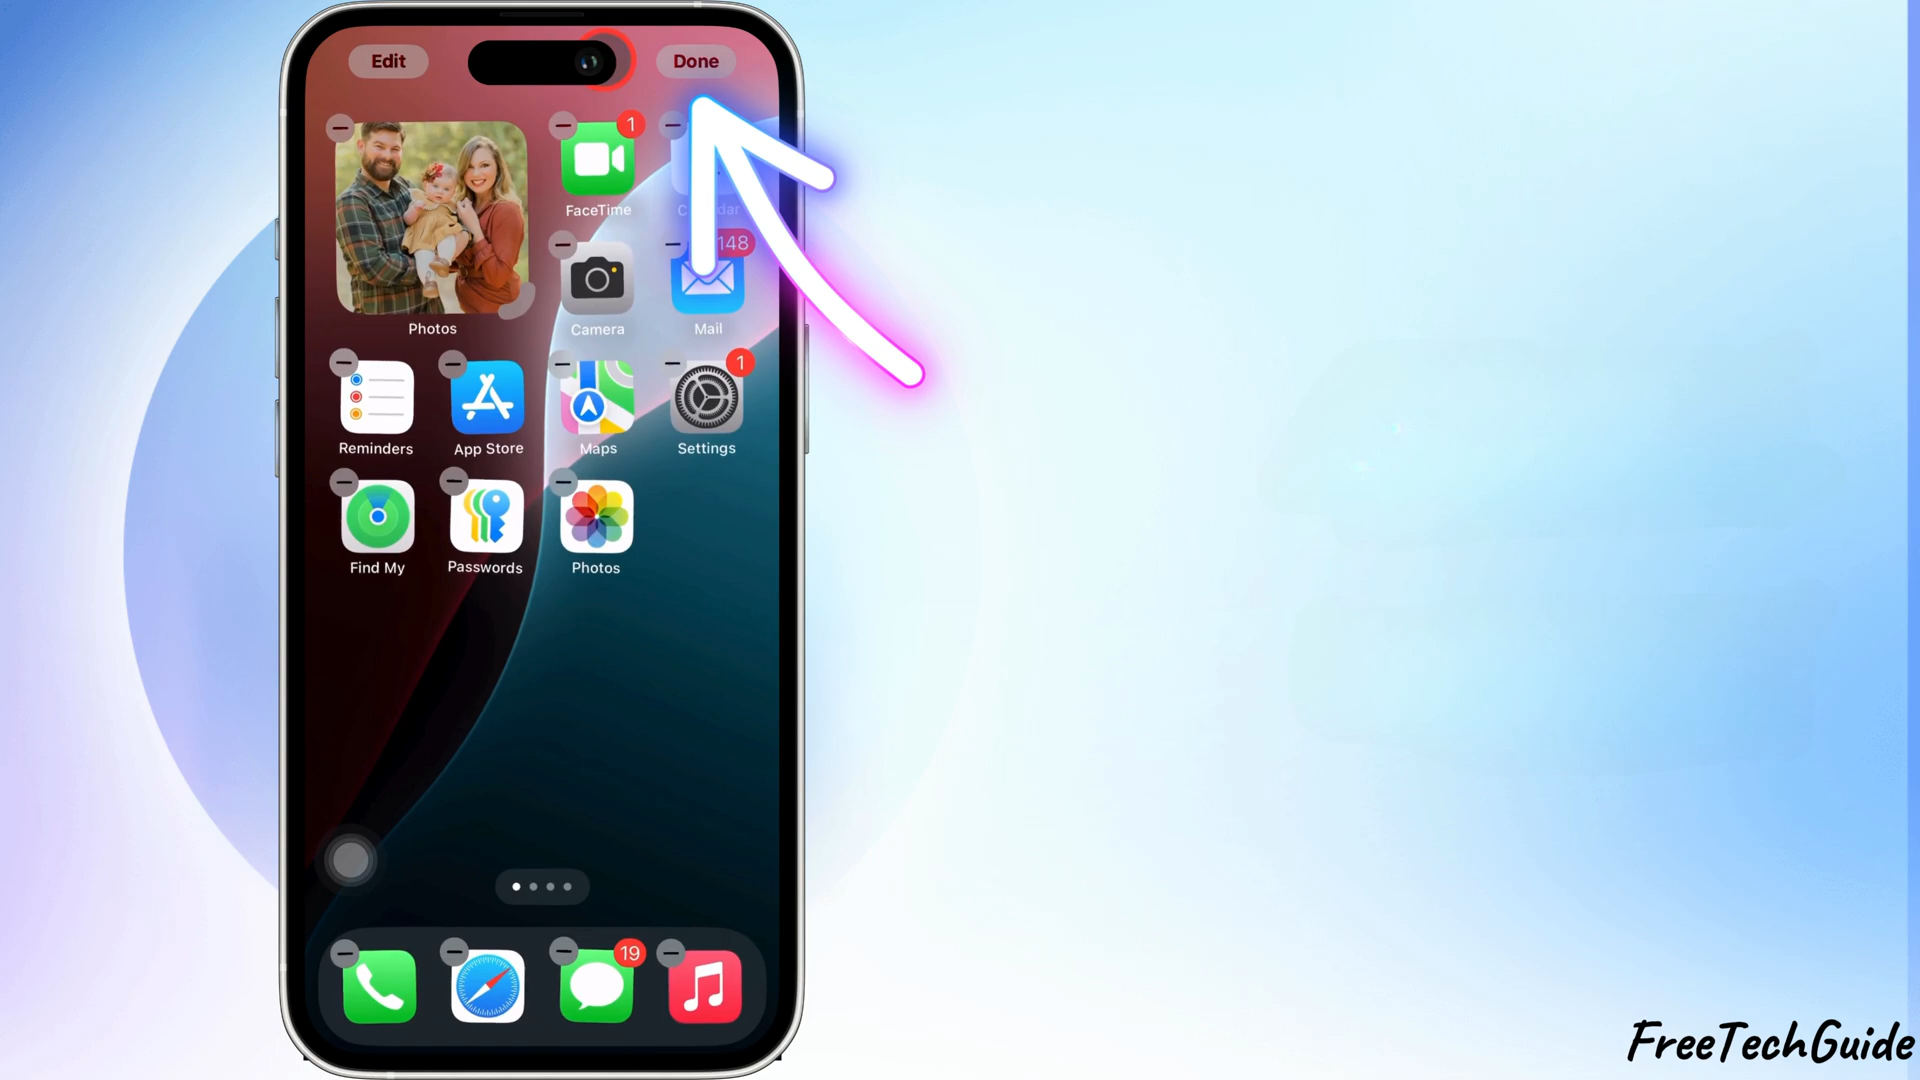 Edit
Done
1
FaceTime
148
Photos
Camera
Mail
1
Reminders
App Store
Maps
Settings
Find My
Passwords
Photos
19
FreeTechGuide